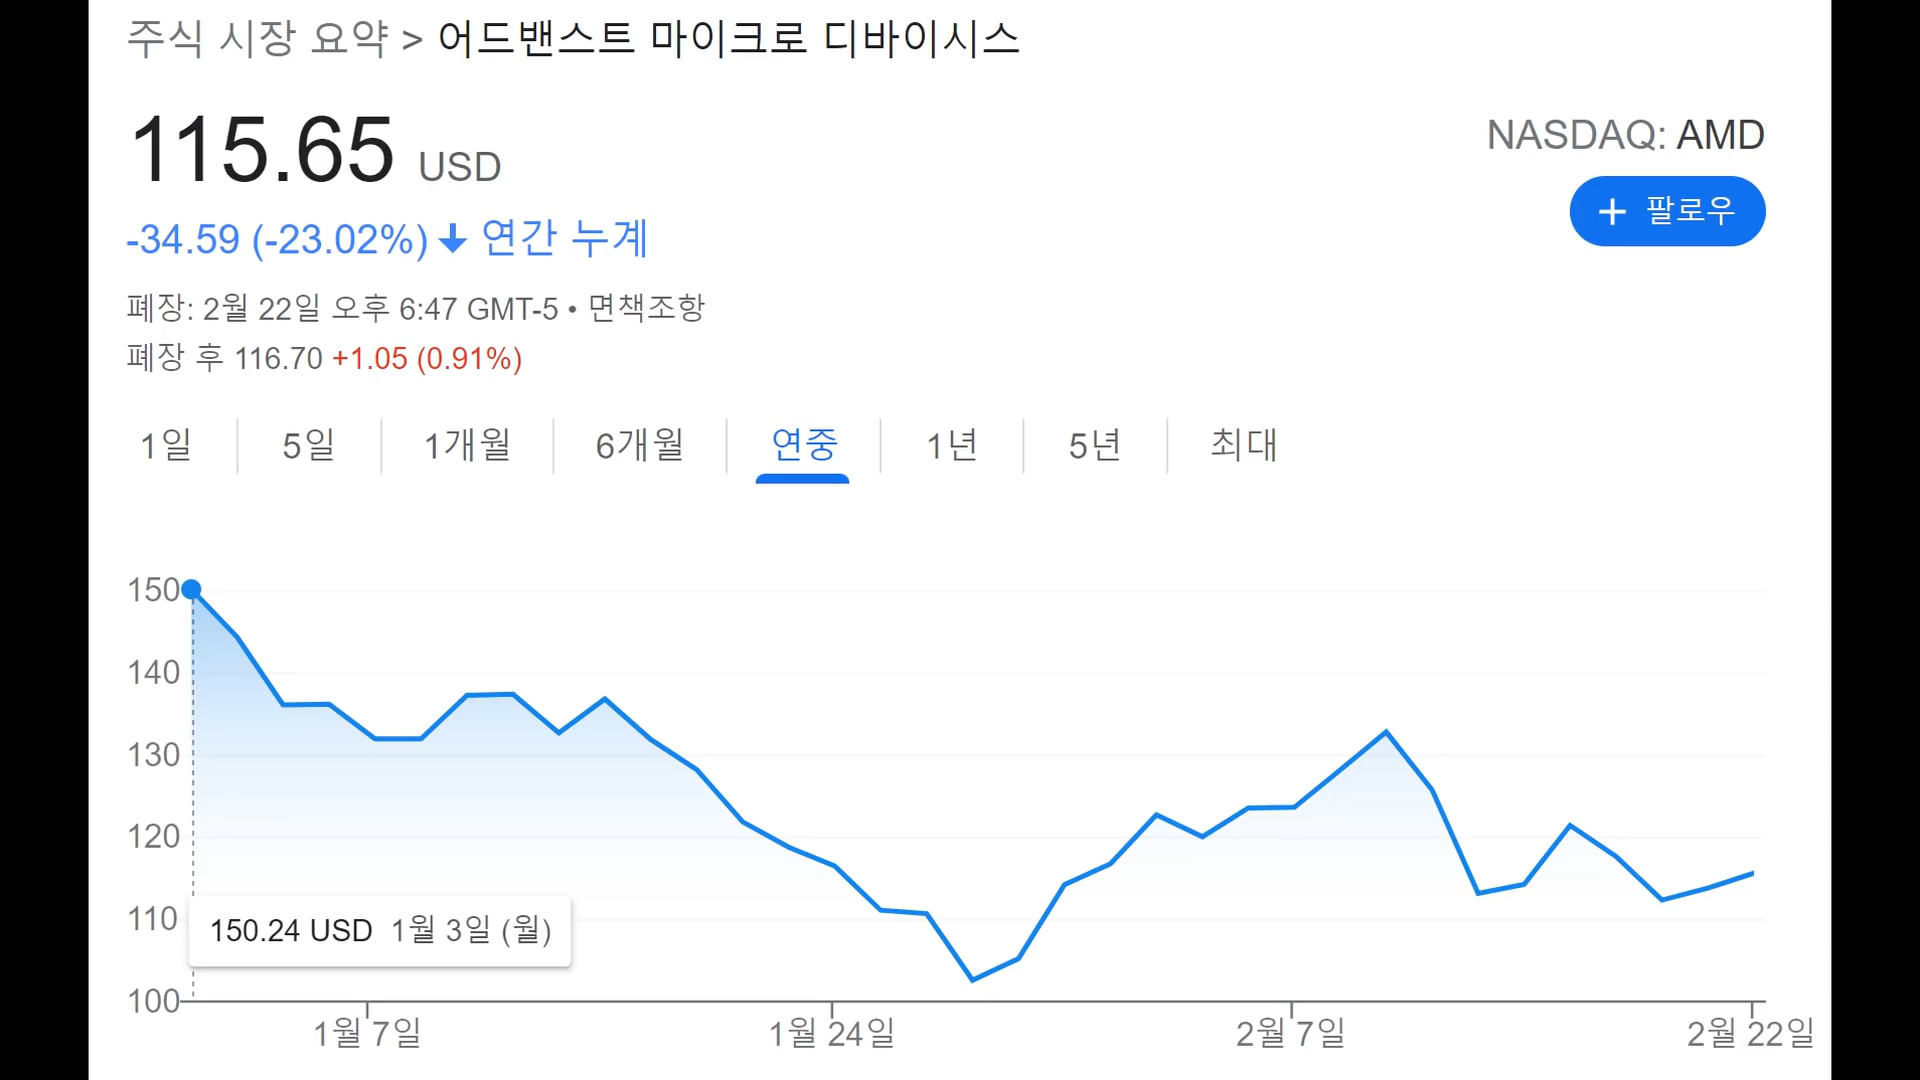 주식 시장 요약 > 어드밴스트 마이크로 디바이시스
115.65 USD
NASDAQ: AMD
+ 팔로우
-34.59 (-23.02%) ↓ 연간 누계
폐장: 2월 22일 오후 6:47 GMT-5 • 면책조항
폐장 후 116.70 +1.05 (0.91%)
1일 5일 1개월 6개월 연중 1년 5년 최대
150
140
130
120
110
100
150.24 USD 1월 3일 (월)
1월 7일 1월 24일 2월 7일 2월 22일